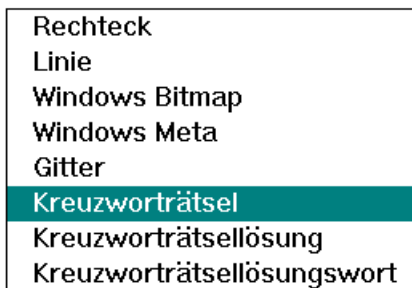 Rechteck
Linie
Windows Bitmap
Windows Meta
Gitter
Kreuzworträtsel
Kreuzworträtsellösung
Kreuzworträtsellösungswort